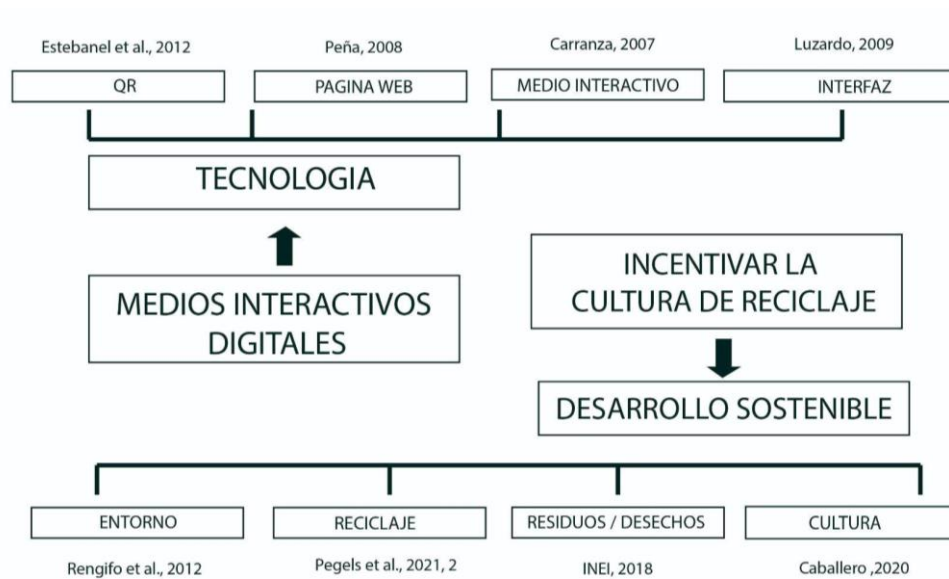 Estebanel et al., 2012
Peña, 2008
Carranza, 2007
Luzardo, 2009
QR
PAGINA WEB
MEDIO INTERACTIVO
INTERFAZ
TECNOLOGIA
MEDIOS INTERACTIVOS
DIGITALES
INCENTIVAR LA
CULTURA DE RECICLAJE
DESARROLLO SOSTENIBLE
ENTORNO
RECICLAJE
RESIDUOS / DESECHOS
CULTURA
Rengifo et al., 2012
Pegels et al., 2021, 2
INEI, 2018
Caballero ,2020